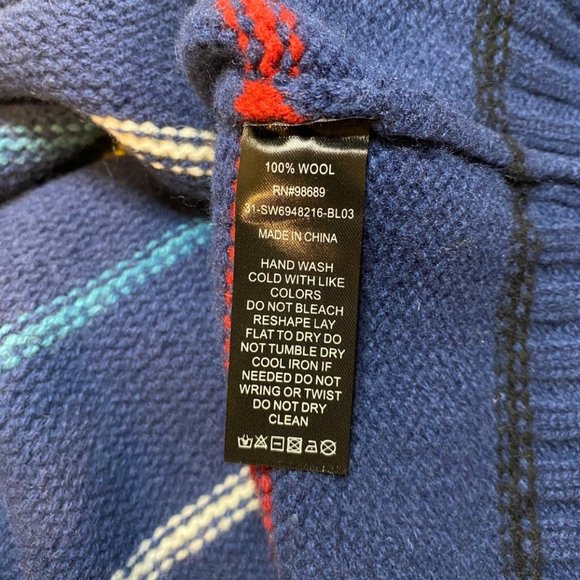 100% WOOL
RN#98689
31-SW6948216-BL03
MADE IN CHINA
HAND WASH
COLD WITH LIKE
COLORS
DO NOT BLEACH
RESHAPE LAY
FLAT TO DRY DO
NOT TUMBLE DRY
COOL IRON IF
NEEDED DO NOT
WRING OR TWIST
DO NOT DRY
CLEAN